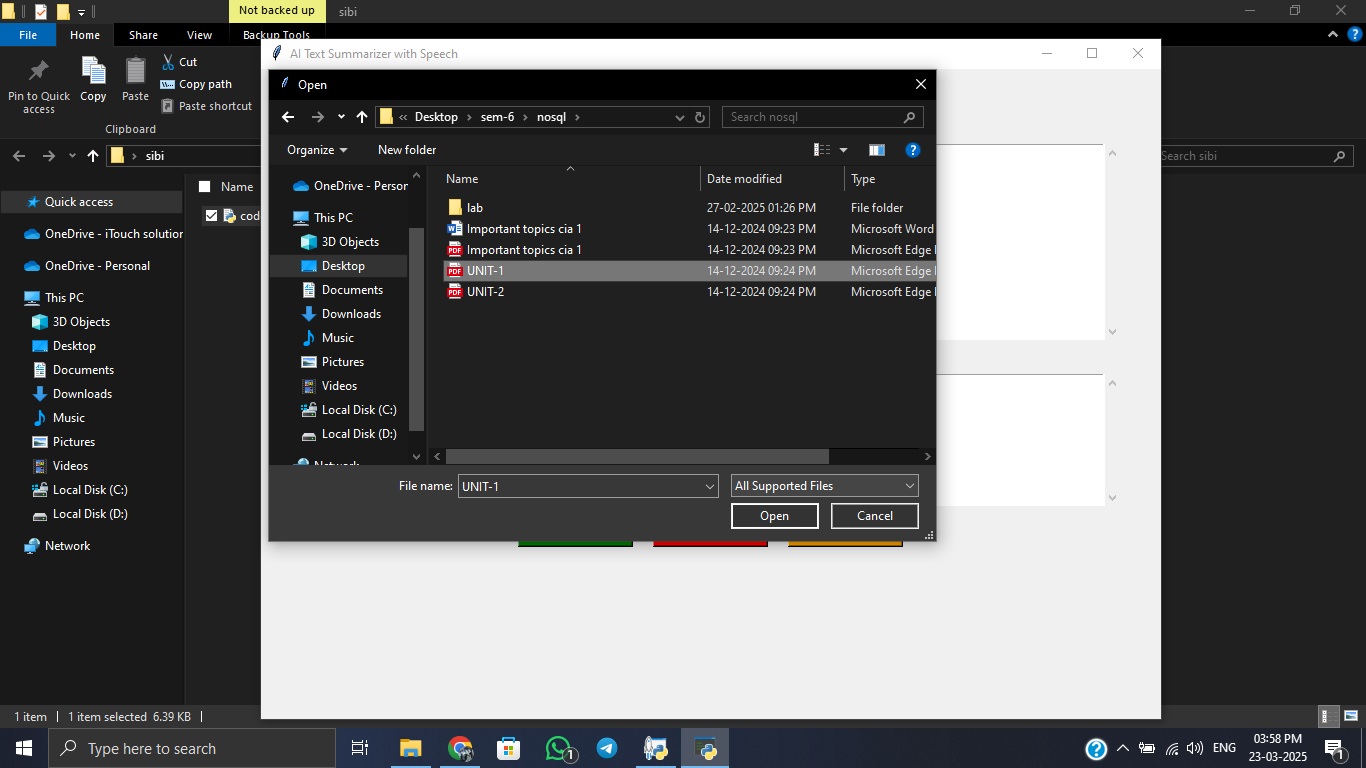 Not backed up
sibi
File
Home
Share
View
Backup Tools
AI Text Summarizer with Speech
Pin to Quick access
Copy
Paste
Cut
Copy path
Paste shortcut
Clipboard
Open
Desktop
sem-6
nosql
Search nosql
sibi
Search sibi
Organize
New folder
Name
Quick access
OneDrive - iTouch solution
OneDrive - Personal
This PC
3D Objects
Desktop
Documents
Downloads
Music
Pictures
Videos
Local Disk (C:)
Local Disk (D:)
Network
cod
OneDrive - Person
This PC
3D Objects
Desktop
Documents
Downloads
Music
Pictures
Videos
Local Disk (C:)
Local Disk (D:)
Name Date modified Type
lab 27-02-2025 01:26 PM File folder
Important topics cia 1 14-12-2024 09:23 PM Microsoft Word
PDF Important topics cia 1 14-12-2024 09:23 PM Microsoft Edge
PDF UNIT-1 14-12-2024 09:24 PM Microsoft Edge
PDF UNIT-2 14-12-2024 09:24 PM Microsoft Edge
File name: UNIT-1
All Supported Files
Open
Cancel
1 item
1 item selected 6.39 KB
Type here to search
1
ENG
03:58 PM
23-03-2025
1